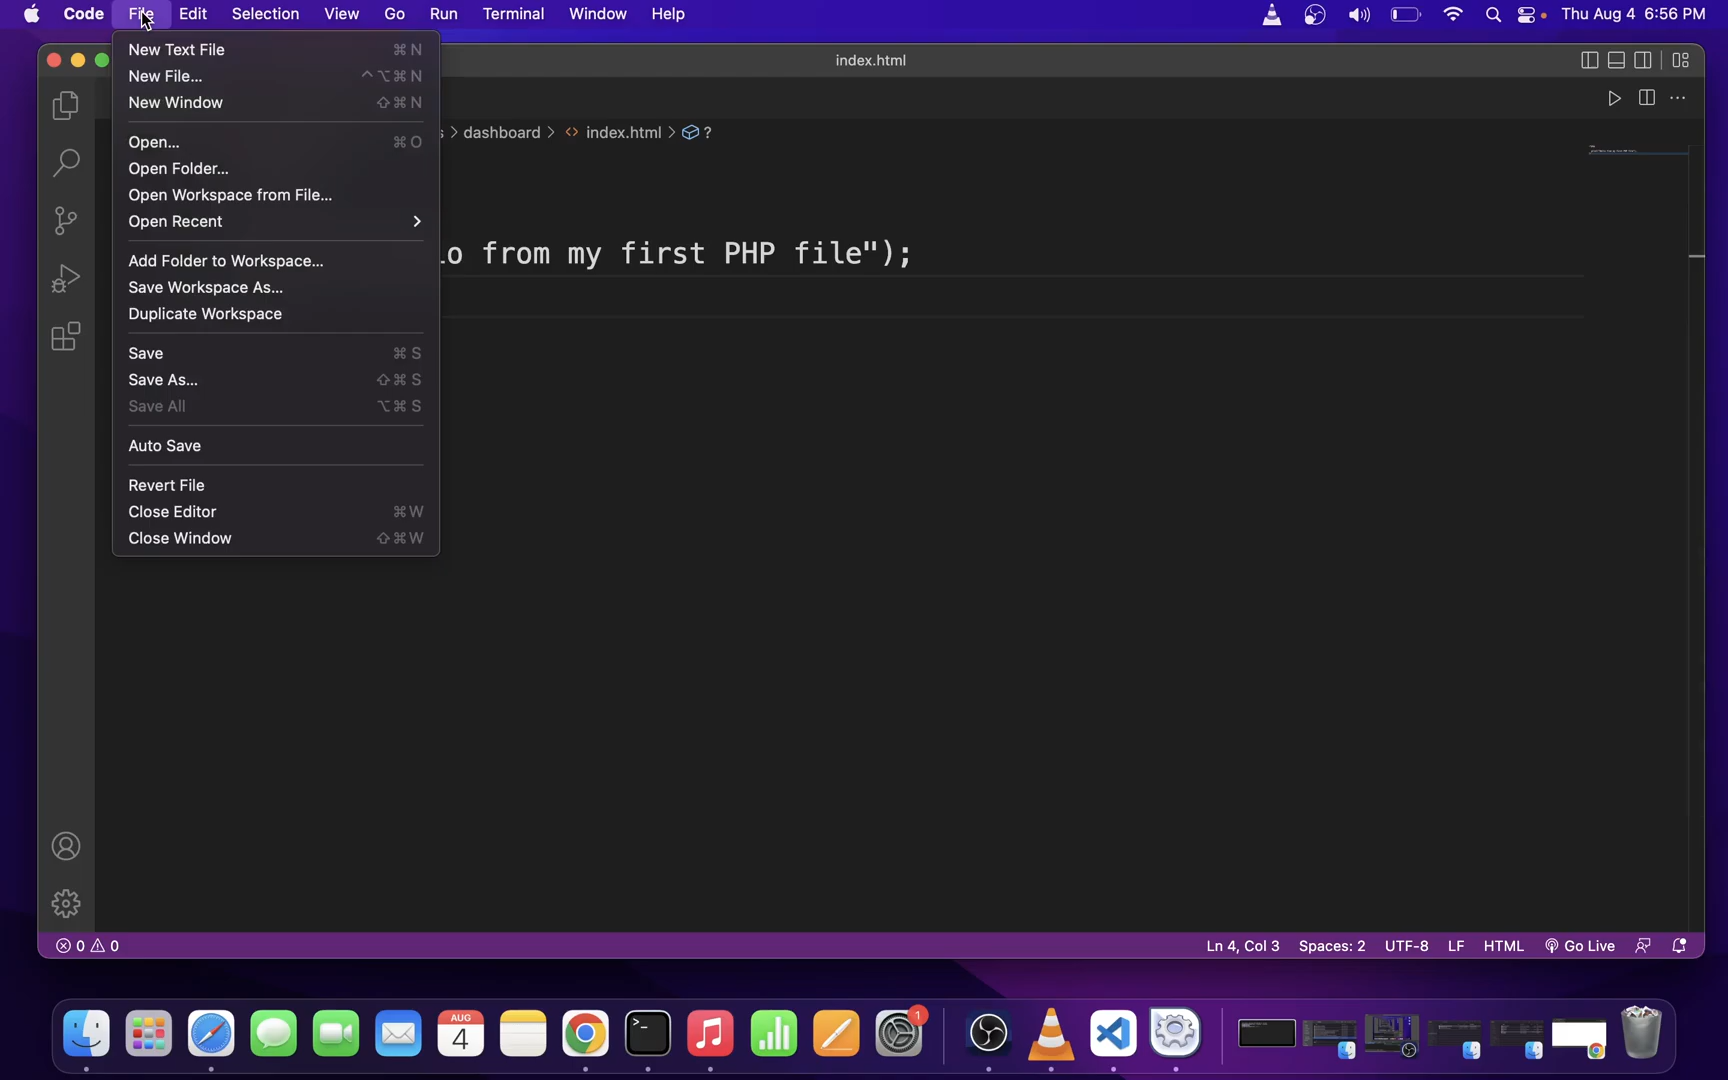 Code File Edit Selection View Go Run Terminal Window Help Thu Aug 4 6:56 PM
index.html
New Text File ⌘ N
New File... ^⌥⌘ N
New Window ⇧⌘ N
Open... ⌘ O
Open Folder...
Open Workspace from File...
Open Recent >
Add Folder to Workspace...
Save Workspace As...
Duplicate Workspace
Save ⌘ S
Save As... ⇧⌘ S
Save All ⌥⌘ S
Auto Save
Revert File
Close Editor ⌘W
Close Window ⇧⌘W
s > dashboard > <> index.html > ?
lo from my first PHP file");
0 0 Ln 4, Col 3 Spaces: 2 UTF-8 LF HTML Go Live
AUG
4
1